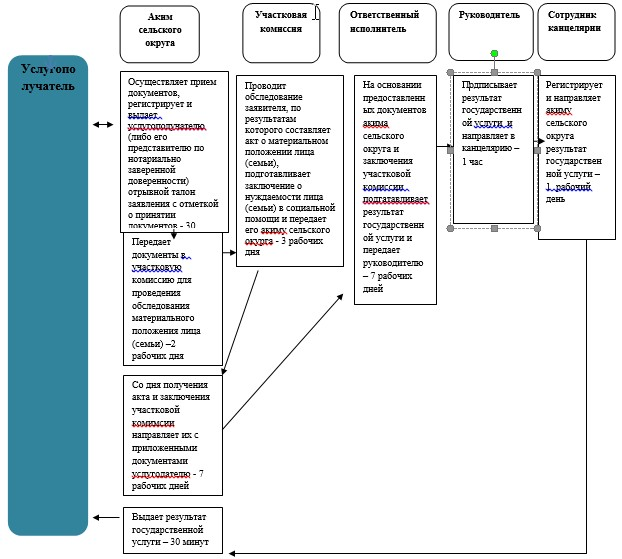 Услугопо
лучатель
Аким
сельского
округа
Участковая
комиссия
Ответственный
исполнитель
Руководитель
Сотрудник
канцелярии
Осуществляет прием
документов,
регистрирует и
выдает
услугополучателю
(либо его
представителю по
нотариально
заверенной
доверенности)
отрывной талон
заявления с отметкой
о принятии
документов - 30
Передает
документы в
участковую
комиссию для
проведения
обследования
материального
положения лица
(семьи) –2
рабочих дня
Со дня получения
акта и заключения
участковой
комимсии
направляет их с
приложенными
документами
услугодателю - 7
рабочих дней
Выдает результат
государственной
услуги – 30 минут
Проводит
обследование
заявителя, по
результатам
которого составляет
акт о материальном
положении лица
(семьи),
подготавливает
заключение о
нуждаемости лица
(семьи) в социальной
помощи и передает
его акиму сельского
окурга - 3 рабочих
дня
На основании
предоставленн
ых документов
акима
сельского
округа и
заключения
участковой
комиссии
подгатавливает
результат
государственн
ой услуги и
передает
руководителю
– 7 рабочих
дней
Прдписывает
результат
государственн
ой услуги и
направляет в
канцелярию –
1 час
Регистрирует
и направляет
акиму
сельского
округа
результат
государствен
ной услуги –
1 рабочий
день